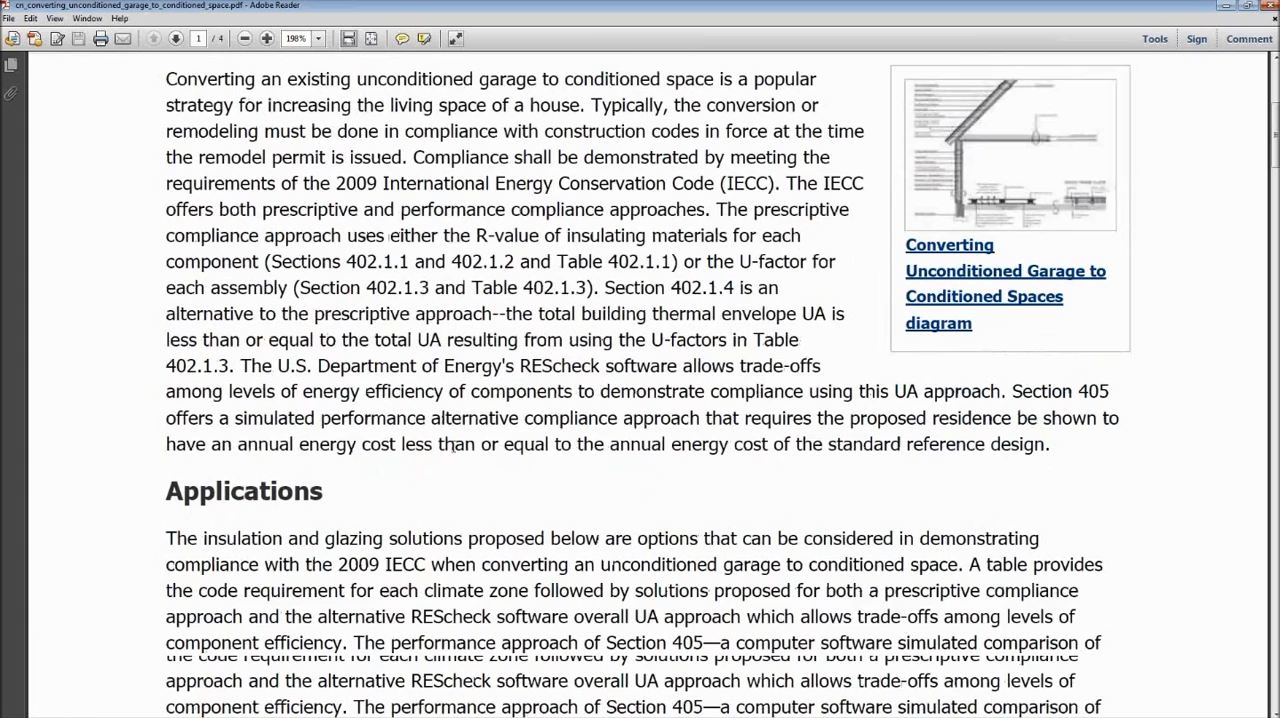 cn_converting_unconditioned_garage_to_conditioned_space.pdf - Adobe Reader
File Edit View Window Help
1 / 4 198% Tools Sign Comment
Converting an existing unconditioned garage to conditioned space is a popular
strategy for increasing the living space of a house. Typically, the conversion or
remodeling must be done in compliance with construction codes in force at the time
the remodel permit is issued. Compliance shall be demonstrated by meeting the
requirements of the 2009 International Energy Conservation Code (IECC). The IECC
offers both prescriptive and performance compliance approaches. The prescriptive
compliance approach uses either the R-value of insulating materials for each
component (Sections 402.1.1 and 402.1.2 and Table 402.1.1) or the U-factor for
each assembly (Section 402.1.3 and Table 402.1.3). Section 402.1.4 is an
alternative to the prescriptive approach--the total building thermal envelope UA is
less than or equal to the total UA resulting from using the U-factors in Table
402.1.3. The U.S. Department of Energy's REScheck software allows trade-offs
among levels of energy efficiency of components to demonstrate compliance using this UA approach. Section 405
offers a simulated performance alternative compliance approach that requires the proposed residence be shown to
have an annual energy cost less than or equal to the annual energy cost of the standard reference design.
Converting
Unconditioned Garage to
Conditioned Spaces
diagram
Applications
The insulation and glazing solutions proposed below are options that can be considered in demonstrating
compliance with the 2009 IECC when converting an unconditioned garage to conditioned space. A table provides
the code requirement for each climate zone followed by solutions proposed for both a prescriptive compliance
approach and the alternative REScheck software overall UA approach which allows trade-offs among levels of
component efficiency. The performance approach of Section 405—a computer software simulated comparison of
the code requirement for each climate zone followed by solutions proposed for both a prescriptive compliance
approach and the alternative REScheck software overall UA approach which allows trade-offs among levels of
component efficiency. The performance approach of Section 405—a computer software simulated comparison of